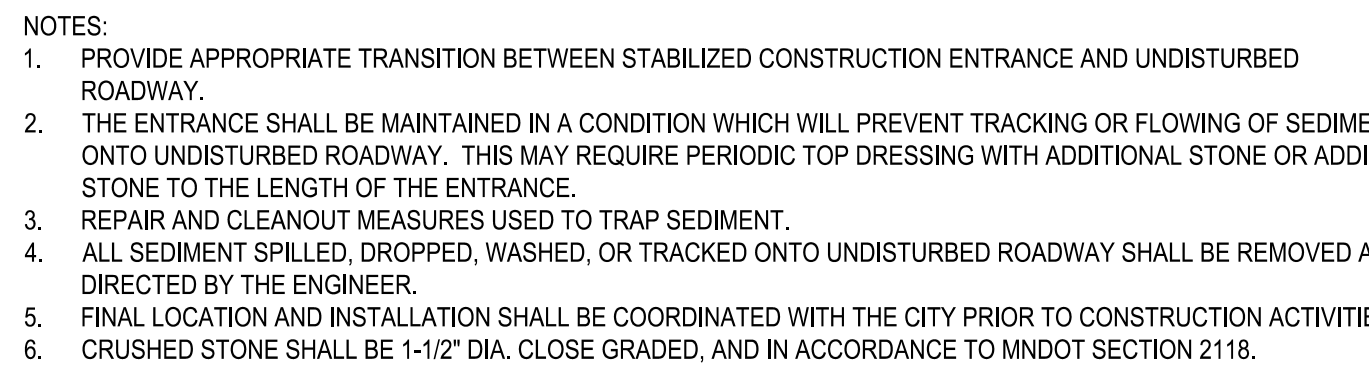 NOTES:
1. PROVIDE APPROPRIATE TRANSITION BETWEEN STABILIZED CONSTRUCTION ENTRANCE AND UNDISTURBED
ROADWAY.
2. THE ENTRANCE SHALL BE MAINTAINED IN A CONDITION WHICH WILL PREVENT TRACKING OR FLOWING OF SEDIME
ONTO UNDISTURBED ROADWAY. THIS MAY REQUIRE PERIODIC TOP DRESSING WITH ADDITIONAL STONE OR ADDI
STONE TO THE LENGTH OF THE ENTRANCE.
3. REPAIR AND CLEANOUT MEASURES USED TO TRAP SEDIMENT.
4. ALL SEDIMENT SPILLED, DROPPED, WASHED, OR TRACKED ONTO UNDISTURBED ROADWAY SHALL BE REMOVED A
DIRECTED BY THE ENGINEER.
5. FINAL LOCATION AND INSTALLATION SHALL BE COORDINATED WITH THE CITY PRIOR TO CONSTRUCTION ACTIVITIE
6. CRUSHED STONE SHALL BE 1-1/2" DIA. CLOSE GRADED, AND IN ACCORDANCE TO MNDOT SECTION 2118.